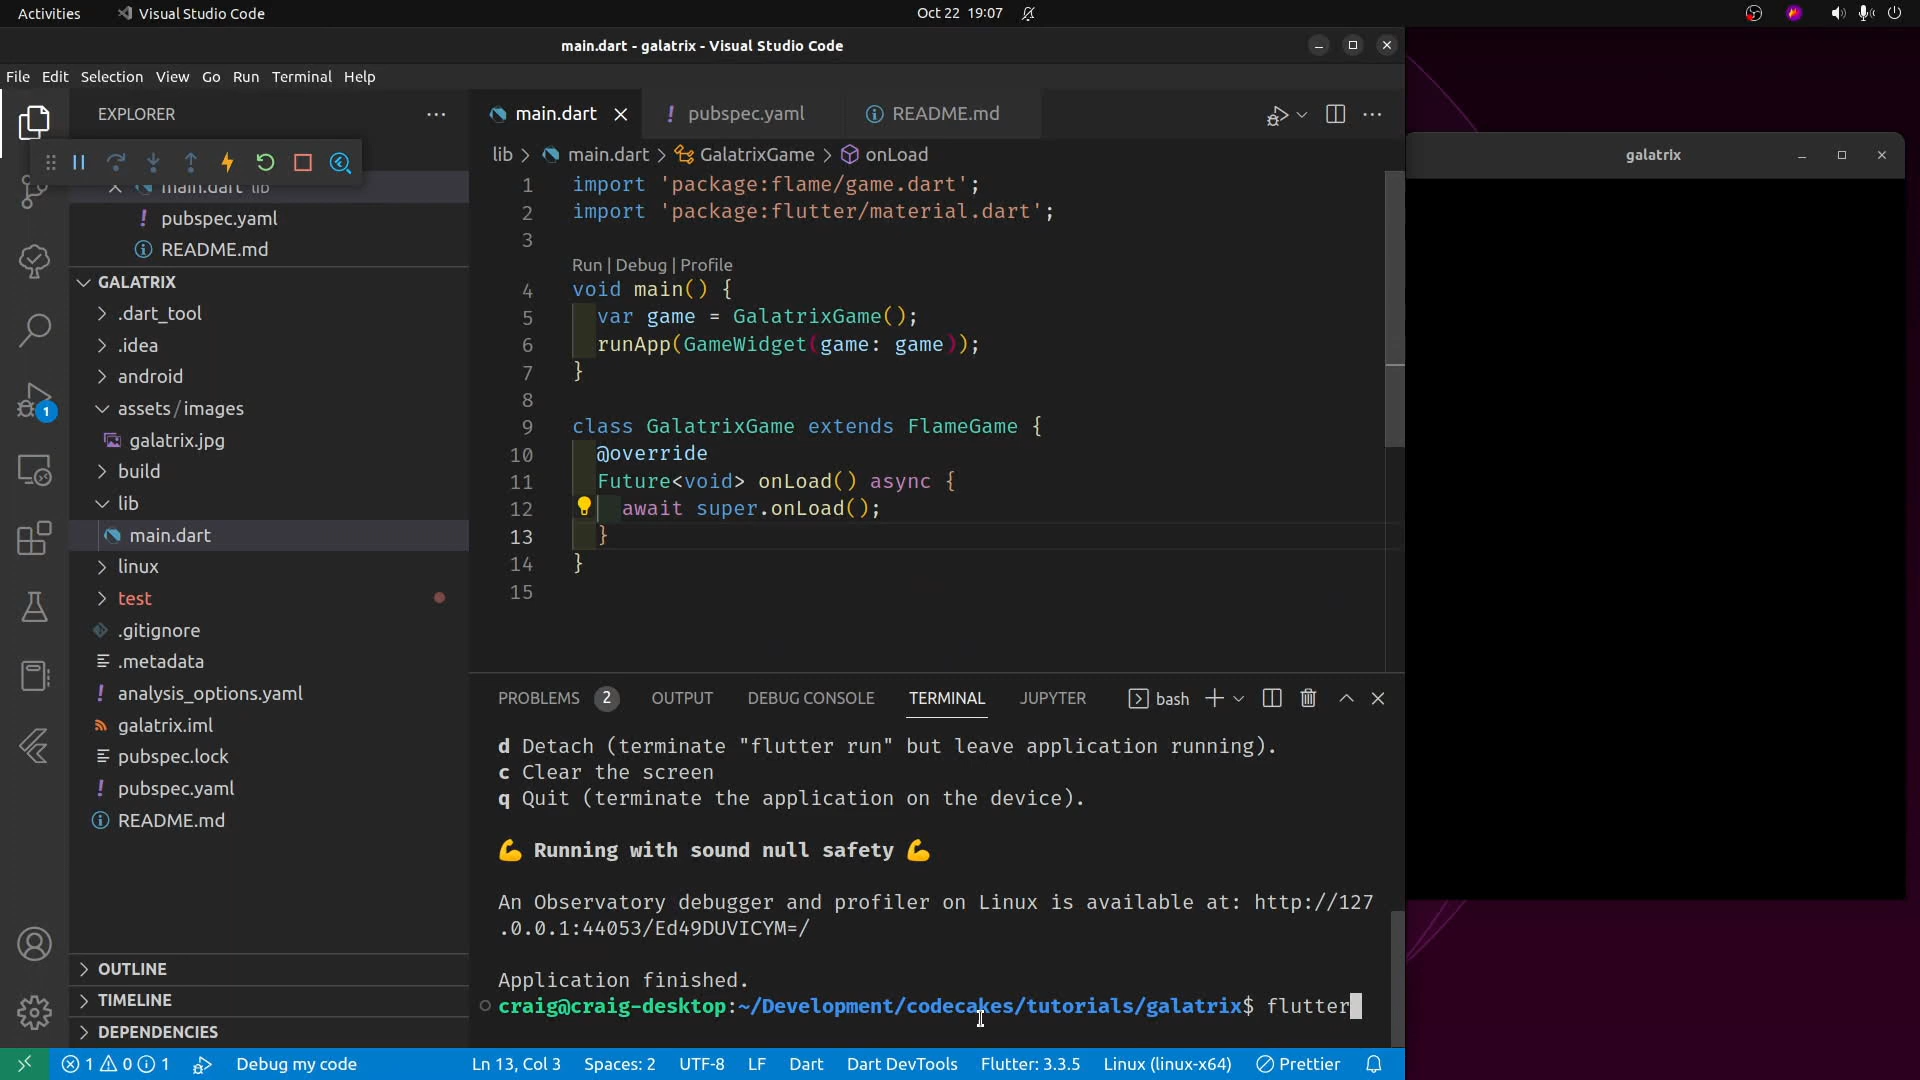 Activities
Visual Studio Code
Oct 22 19:07
main.dart - galatrix - Visual Studio Code
File Edit Selection View Go Run Terminal Help
EXPLORER
main.dart lib
pubspec.yaml
README.md
GALATRIX
.dart_tool
.idea
android
assets/images
galatrix.jpg
build
lib
main.dart
linux
test
.gitignore
.metadata
analysis_options.yaml
galatrix.iml
pubspec.lock
pubspec.yaml
README.md
OUTLINE
TIMELINE
DEPENDENCIES
1
main.dart
pubspec.yaml
README.md
lib > main.dart > GalatrixGame > onLoad
1 import 'package:flame/game.dart';
2 import 'package:flutter/material.dart';
3
Run | Debug | Profile
4 void main() {
5 var game = GalatrixGame();
6 runApp(GameWidget(game: game));
7 }
8
9 class GalatrixGame extends FlameGame {
10 @override
11 Future<void> onLoad() async {
12 await super.onLoad();
13 }
14 }
15
PROBLEMS 2 OUTPUT DEBUG CONSOLE TERMINAL JUPYTER bash
d Detach (terminate "flutter run" but leave application running).
c Clear the screen
q Quit (terminate the application on the device).
💪 Running with sound null safety 💪
An Observatory debugger and profiler on Linux is available at: http://127
.0.0.1:44053/Ed49DUVICYM=/
Application finished.
craig@craig-desktop:~/Development/codecakes/tutorials/galatrix$ flutter
1 0 1 Debug my code Ln 13, Col 3 Spaces: 2 UTF-8 LF Dart Dart DevTools Flutter: 3.3.5 Linux (linux-x64) Prettier
galatrix